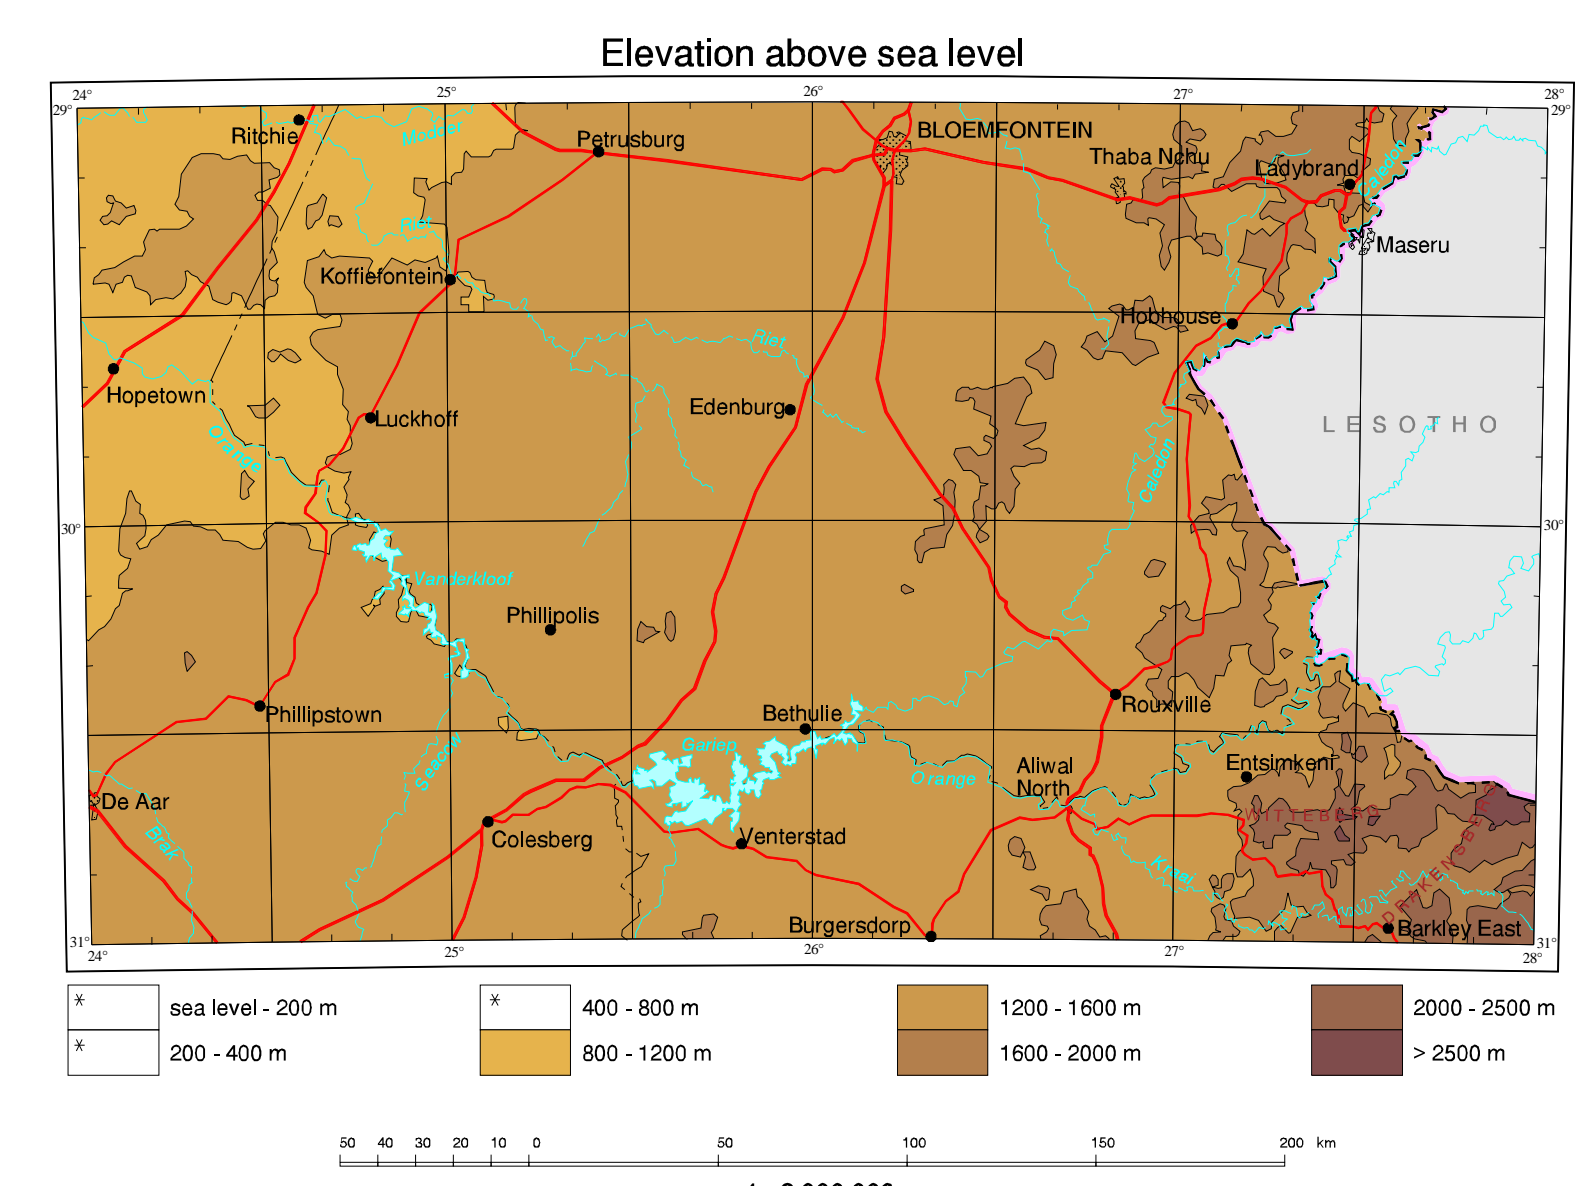 Elevation above sea level
24° 25° 26° 27° 28°
29° 29°
Ritchie
Modder
Petrusburg
BLOEMFONTEIN
Thaba Nchu
Ladybrand
Caledon
Riet
Maseru
Koffiefontein
Hobhouse
Riet
Hopetown
Luckhoff
Edenburg
LESOTHO
Orange
Caledon
30° 30°
Vanderkloof
Phillipolis
Phillipstown
Bethulie
Rouxville
Gariep
Seacow
Orange
Aliwal
North
Entsimkeni
De Aar
WITTEBERG
Brak
Colesberg
Venterstad
Kraai
DRAKENSBERG
Burgersdorp
Barkley East
31° 31°
24° 25° 26° 27° 28°
* sea level - 200 m
* 400 - 800 m
1200 - 1600 m
2000 - 2500 m
* 200 - 400 m
800 - 1200 m
1600 - 2000 m
> 2500 m
50 40 30 20 10 0 50 100 150 200 km